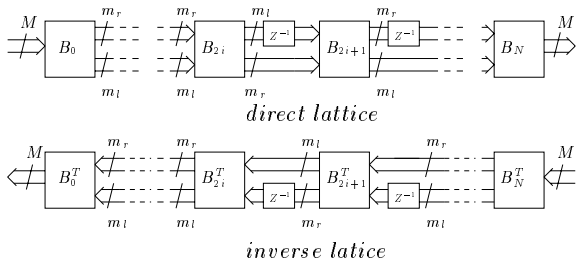 M m_r m_r m_l m_r M
B_0 B_{2i} Z^{-1} B_{2i+1} Z^{-1} B_N
m_l m_l m_r m_l
direct lattice
M m_r m_r m_l m_r M
B_0^T B_{2i}^T Z^{-1} B_{2i+1}^T Z^{-1} B_N^T
m_l m_l m_r m_l
inverse latice